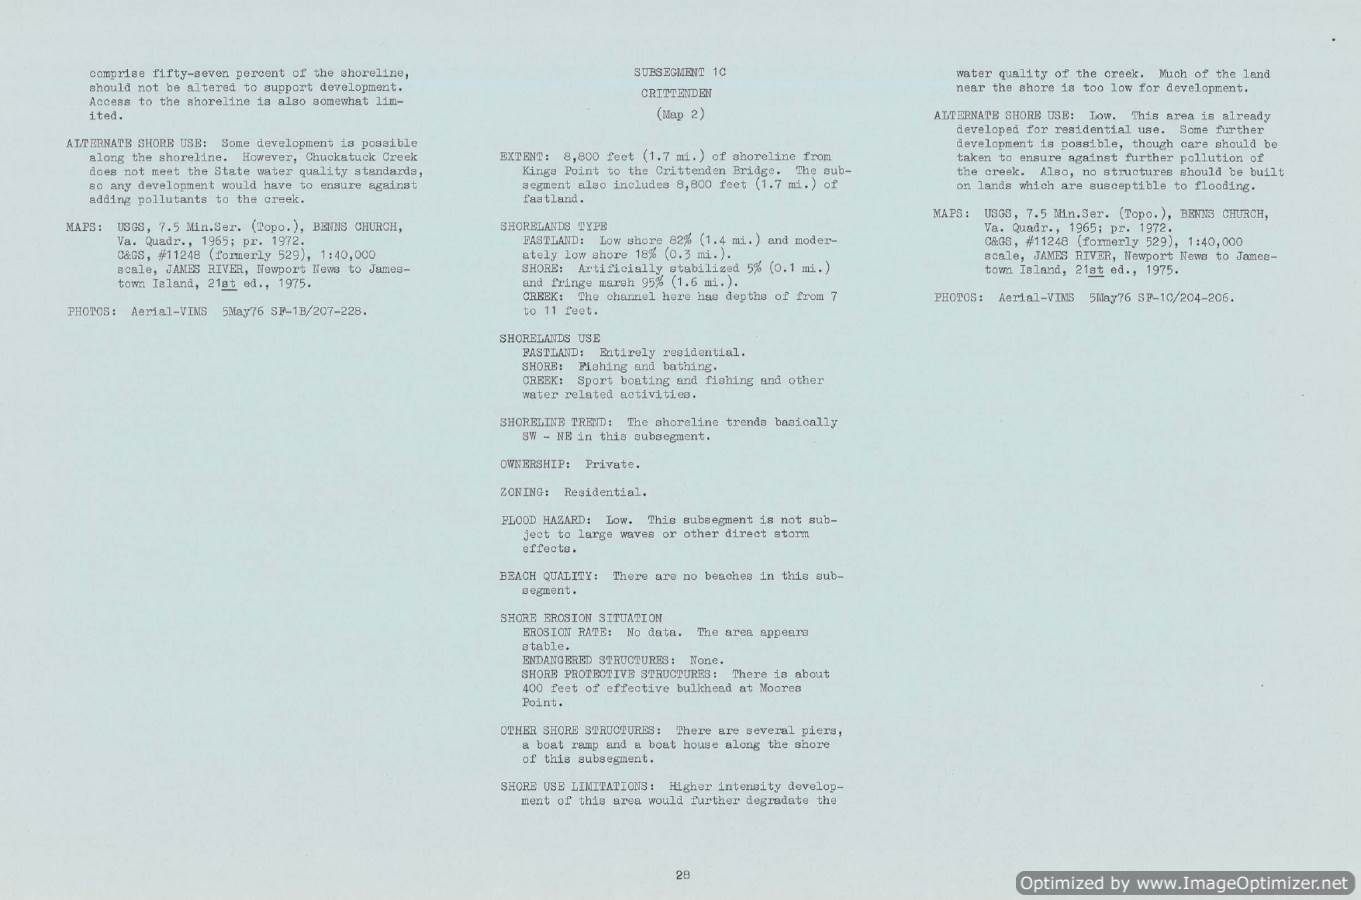 comprise fifty-seven percent of the shoreline,
should not be altered to support development.
Access to the shoreline is also somewhat lim-
ited.
ALTERNATE SHORE USE: Some development is possible
along the shoreline. However, Chuckatuck Creek
does not meet the State water quality standards,
so any development would have to ensure against
adding pollutants to the creek.
MAPS: USGS, 7.5 Min.Ser. (Topo.), BENNS CHURCH,
Va. Quadr., 1965; pr. 1972.
C&GS, #11248 (formerly 529), 1:40,000
scale, JAMES RIVER, Newport News to James-
town Island, 21st ed., 1975.
PHOTOS: Aerial-VIMS 5May76 SF-1B/207-228.
SUBSEGMENT 1C
CRITTENDEN
(Map 2)
EXTENT: 8,800 feet (1.7 mi.) of shoreline from
Kings Point to the Crittenden Bridge. The sub-
segment also includes 8,800 feet (1.7 mi.) of
fastland.
SHORELANDS TYPE
FASTLAND: Low shore 82% (1.4 mi.) and moder-
ately low shore 18% (0.3 mi.).
SHORE: Artificially stabilized 5% (0.1 mi.)
and fringe marsh 95% (1.6 mi.).
CREEK: The channel here has depths of from 7
to 11 feet.
SHORELANDS USE
FASTLAND: Entirely residential.
SHORE: Fishing and bathing.
CREEK: Sport boating and fishing and other
water related activities.
SHORELINE TREND: The shoreline trends basically
SW - NE in this subsegment.
OWNERSHIP: Private.
ZONING: Residential.
FLOOD HAZARD: Low. This subsegment is not sub-
ject to large waves or other direct storm
effects.
BEACH QUALITY: There are no beaches in this sub-
segment.
SHORE EROSION SITUATION
EROSION RATE: No data. The area appears
stable.
ENDANGERED STRUCTURES: None.
SHORE PROTECTIVE STRUCTURES: There is about
400 feet of effective bulkhead at Moores
Point.
OTHER SHORE STRUCTURES: There are several piers,
a boat ramp and a boat house along the shore
of this subsegment.
SHORE USE LIMITATIONS: Higher intensity develop-
ment of this area would further degradate the
water quality of the creek. Much of the land
near the shore is too low for development.
ALTERNATE SHORE USE: Low. This area is already
developed for residential use. Some further
development is possible, though care should be
taken to ensure against further pollution of
the creek. Also, no structures should be built
on lands which are susceptible to flooding.
MAPS: USGS, 7.5 Min.Ser. (Topo.), BENNS CHURCH,
Va. Quadr., 1965; pr. 1972.
C&GS, #11248 (formerly 529), 1:40,000
scale, JAMES RIVER, Newport News to James-
town Island, 21st ed., 1975.
PHOTOS: Aerial-VIMS 5May76 SF-1C/204-206.
28
Optimized by www.ImageOptimizer.net